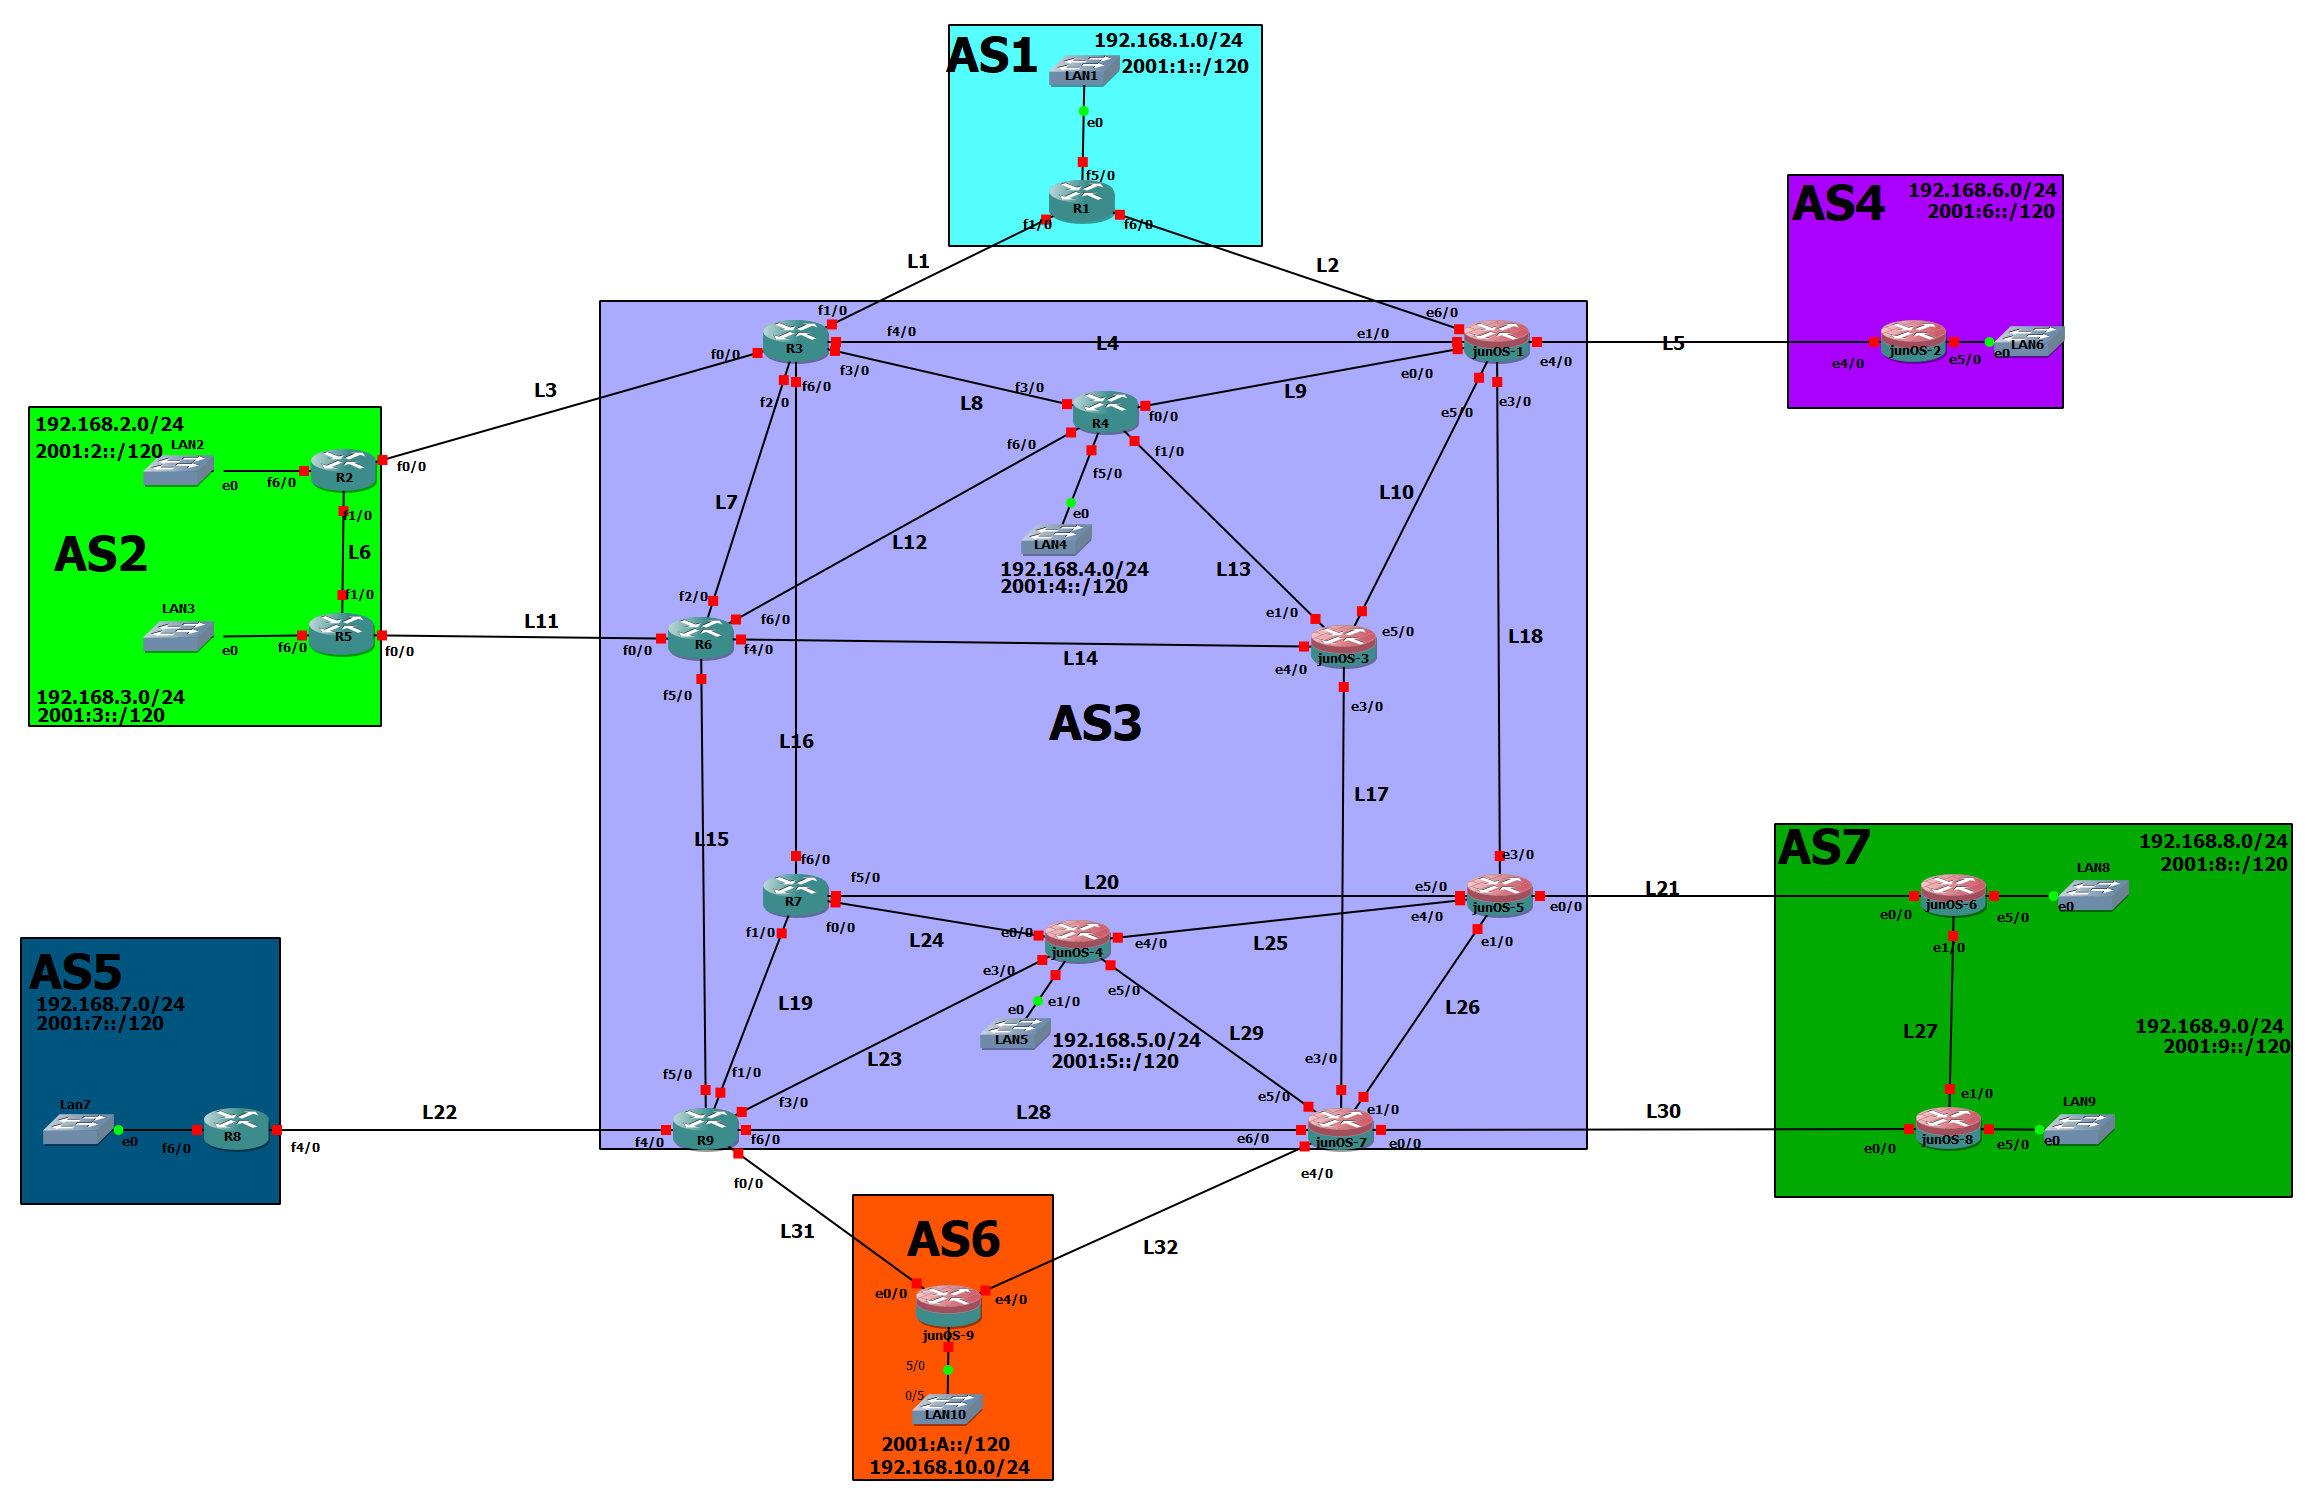 AS1
192.168.1.0/24
2001:1::/120
LAN1
e0
f5/0
R1
f1/0
f6/0
L1
L2
AS4
192.168.6.0/24
2001:6::/120
junOS-2
LAN6
e4/0
e5/0
e0
L5
f1/0
f4/0
R3
f0/0
f3/0
f6/0
f2/0
L4
e6/0
e1/0
junOS-1
e0/0
e4/0
e5/0
e3/0
L3
L8
L9
f3/0
R4
f0/0
f6/0
f1/0
f5/0
e0
LAN4
192.168.4.0/24
2001:4::/120
AS2
192.168.2.0/24
2001:2::/120
LAN2
e0
f6/0
R2
f0/0
f1/0
L6
f1/0
LAN3
e0
f6/0
R5
f0/0
192.168.3.0/24
2001:3::/120
L7
L10
L12
L13
L11
L18
f2/0
f6/0
R6
f0/0
f4/0
f5/0
L14
e1/0
e5/0
junOS-3
e4/0
e3/0
AS3
L16
L17
L15
f6/0
f5/0
R7
f1/0
f0/0
L20
e3/0
e5/0
junOS-5
e4/0
e0/0
e1/0
L21
L24
L25
e0/0
junOS-4
e4/0
e3/0
e1/0
e5/0
e0
LAN5
192.168.5.0/24
2001:5::/120
L19
L23
L29
L26
AS7
192.168.8.0/24
2001:8::/120
LAN8
junOS-6
e0/0
e5/0
e0
e1/0
L27
192.168.9.0/24
2001:9::/120
e1/0
LAN9
junOS-8
e0/0
e5/0
e0
AS5
192.168.7.0/24
2001:7::/120
Lan7
e0
f6/0
R8
f4/0
L22
f5/0
f1/0
f3/0
R9
f4/0
f6/0
f0/0
L28
e3/0
e5/0
e1/0
junOS-7
e6/0
e0/0
e4/0
L30
L31
L32
AS6
e0/0
e4/0
junOS-9
5/0
0/5
LAN10
2001:A::/120
192.168.10.0/24